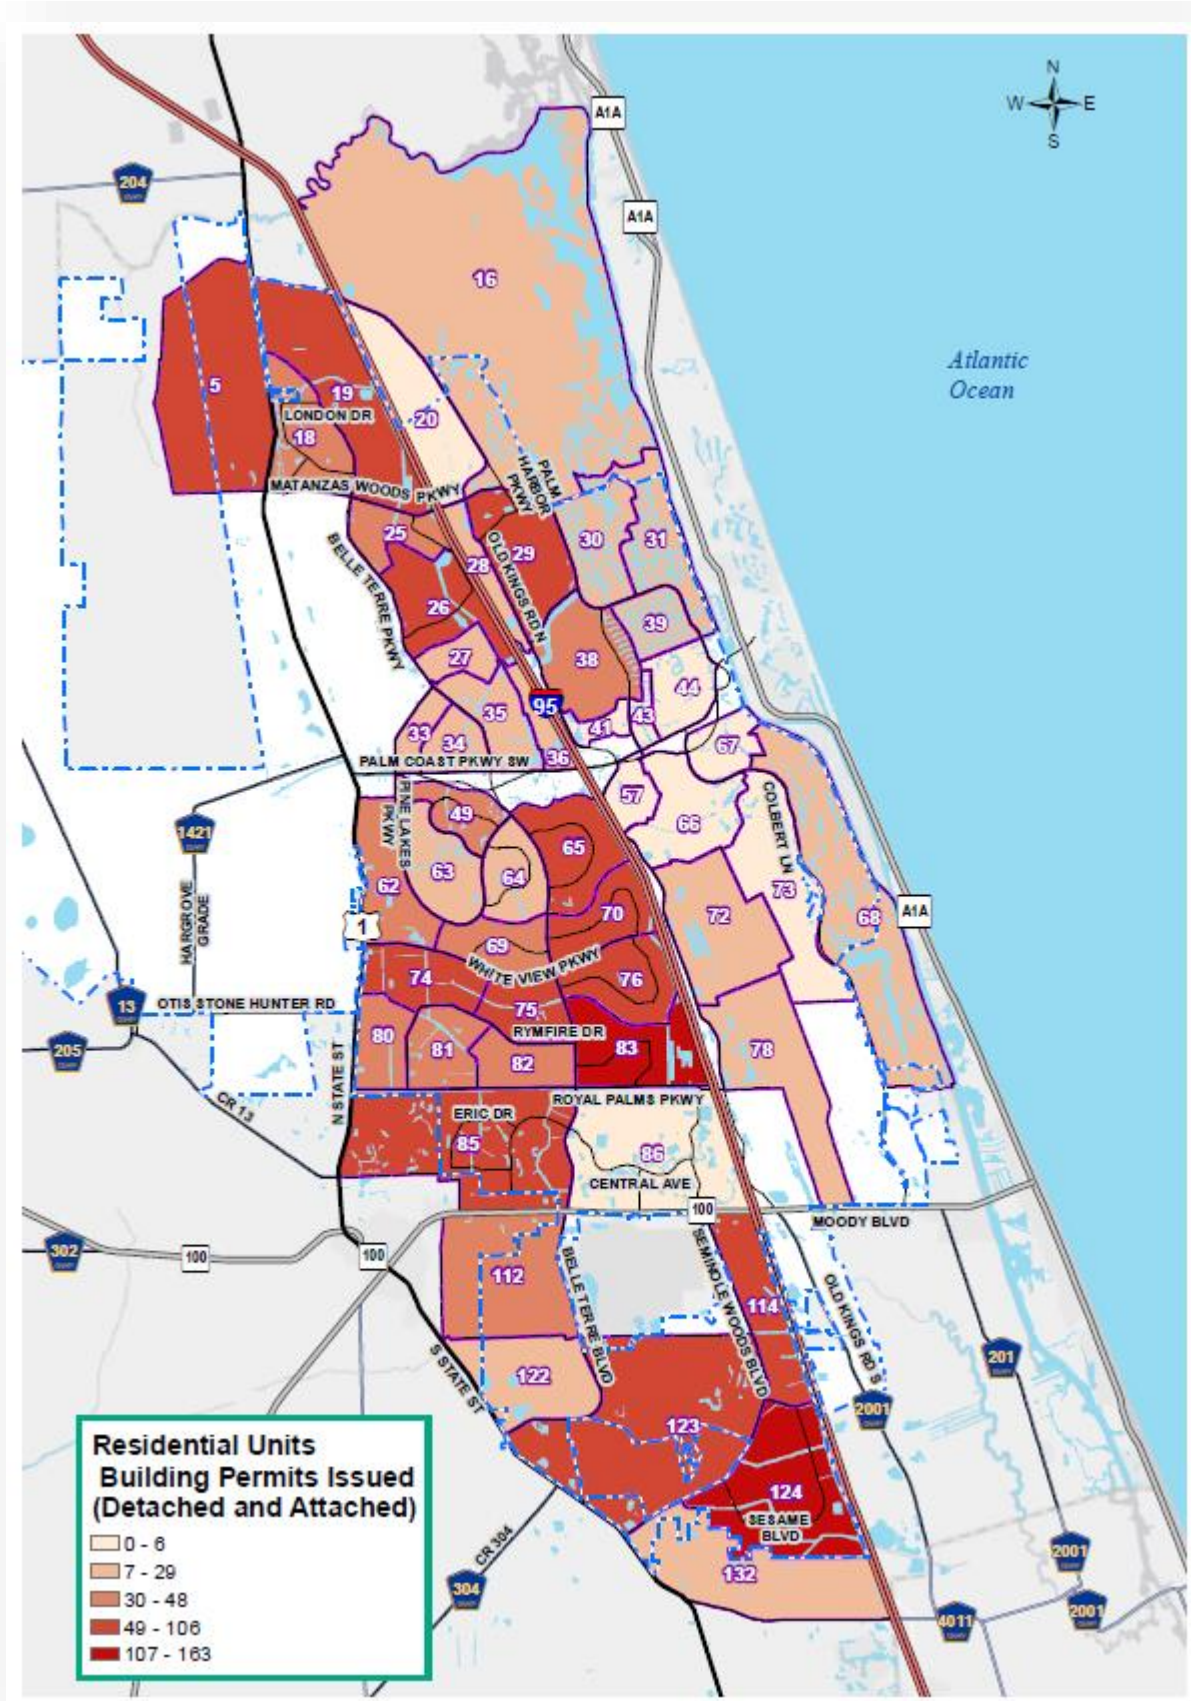 N
W E
S
A1A
204
COUNTY
A1A
16
Atlantic
Ocean
5
19
LONDON DR
20
18
MATANZAS WOODS PKWY
PALM
HARBOR
PKWY
25
BELLE TERRE PKWY
28
OLD KINGS RD N
29
30
31
26
39
27
38
44
95
35
33
34
43
41
36
67
PALM COAST PKWY SW
57
PINE LAKES
PKWY
49
COLBERT LN
1421
66
65
63
64
62
73
HARGROVE
GRADE
72
70
68
A1A
1
69
WHITE VIEW PKWY
74
76
75
13
OTIS STONE HUNTER RD
RYMFIRE DR
80
81
82
83
78
205
N STATE ST
CR 13
ROYAL PALMS PKWY
ERIC DR
85
86
CENTRAL AVE
100
MOODY BLVD
302
100
100
112
BELLE TERRE BLVD
SEMINOLE WOODS BLVD
114
OLD KINGS RD S
201
S STATE ST
122
2001
123
124
SESAME
BLVD
CR 304
132
304
2001
2001
4011
Residential Units
Building Permits Issued
(Detached and Attached)
0 - 6
7 - 29
30 - 48
49 - 106
107 - 163